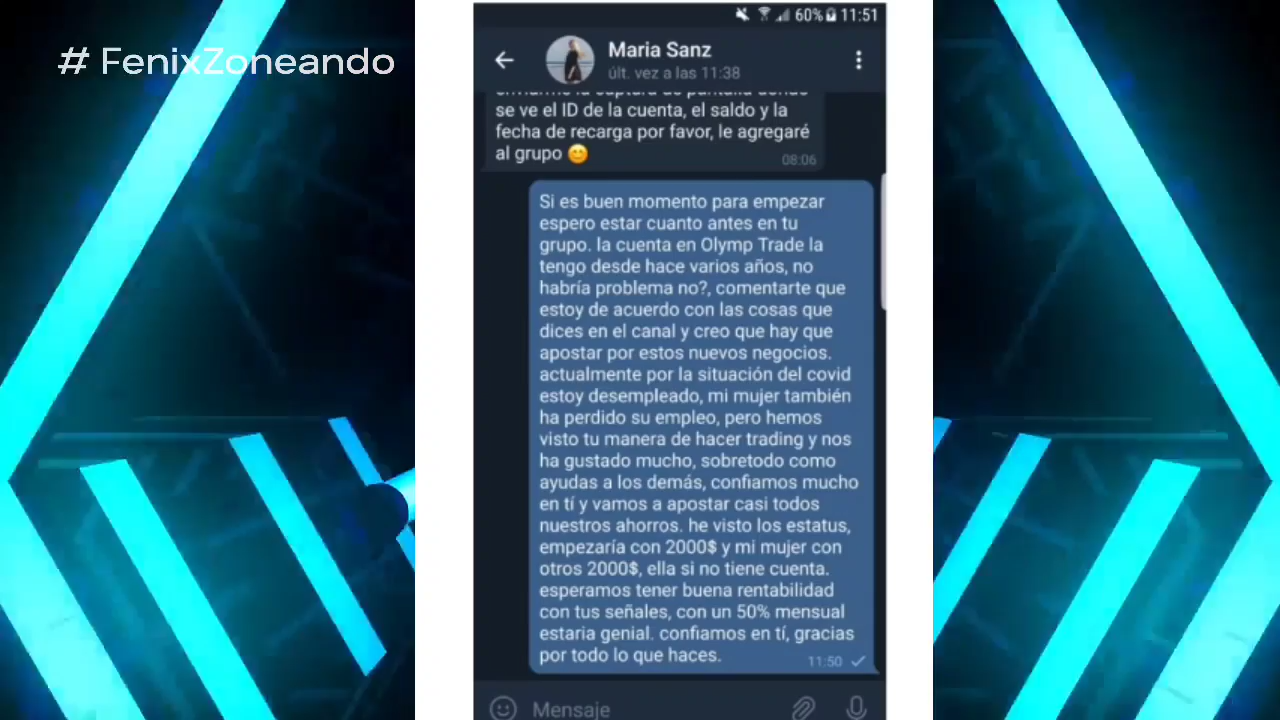 # FenixZoneando
60% 11:51
Maria Sanz
últ. vez a las 11:38
enviarme la captura de pantalla donde
se ve el ID de la cuenta, el saldo y la
fecha de recarga por favor, le agregaré
al grupo 😊
08:06
Si es buen momento para empezar
espero estar cuanto antes en tu
grupo. la cuenta en Olymp Trade la
tengo desde hace varios años, no
habría problema no?, comentarte que
estoy de acuerdo con las cosas que
dices en el canal y creo que hay que
apostar por estos nuevos negocios.
actualmente por la situación del covid
estoy desempleado, mi mujer también
ha perdido su empleo, pero hemos
visto tu manera de hacer trading y nos
ha gustado mucho, sobretodo como
ayudas a los demás, confiamos mucho
en tí y vamos a apostar casi todos
nuestros ahorros. he visto los estatus,
empezaría con 2000$ y mi mujer con
otros 2000$, ella si no tiene cuenta.
esperamos tener buena rentabilidad
con tus señales, con un 50% mensual
estaria genial. confiamos en tí, gracias
por todo lo que haces.
11:50
Mensaje